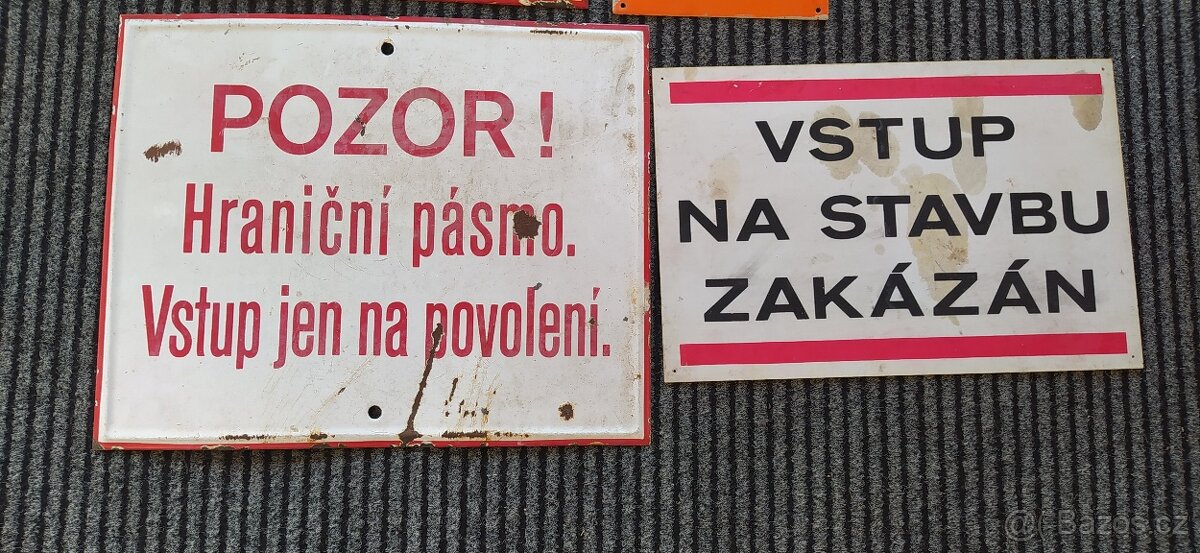 POZOR!
Hraniční pásmo.
Vstup jen na povolení.
VSTUP
NA STAVBU
ZAKÁZÁN
@ Bazos.cz